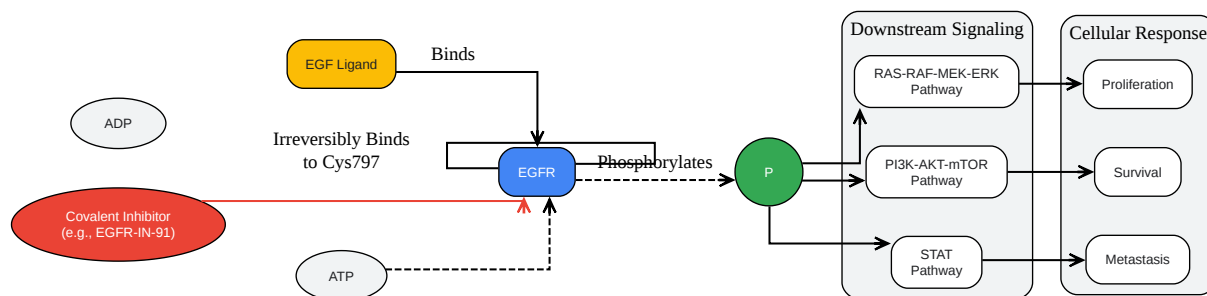 Downstream Signaling
Cellular Response
EGF Ligand
Binds
RAS-RAF-MEK-ERK
Pathway
Proliferation
ADP
Irreversibly Binds
to Cys797
EGFR
Phosphorylates
P
PI3K-AKT-mTOR
Pathway
Survival
Covalent Inhibitor
(e.g., EGFR-IN-91)
ATP
STAT
Pathway
Metastasis